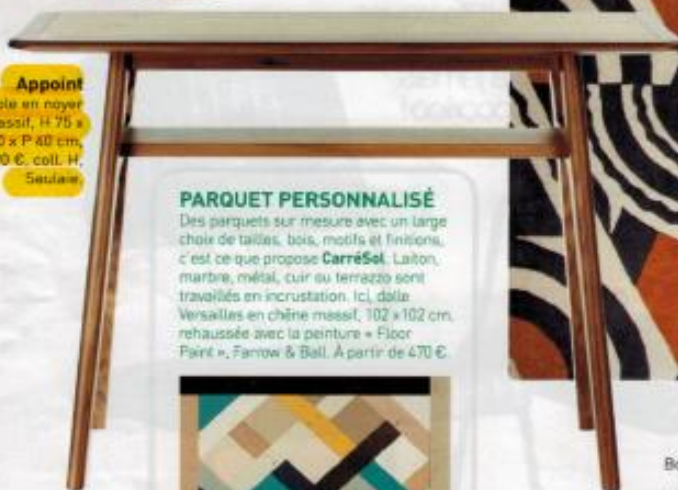 Appoint
ble en noyer
assif, H 75 x
0 x P 40 cm,
0 €, coll. H,
Saulaie.
PARQUET PERSONNALISÉ
Des parquets sur mesure avec un large
choix de tailles, bois, motifs et finitions,
c'est ce que propose CarréSol. Laiton,
marbre, métal, cuir ou terrazzo sont
travaillés en incrustation. Ici, dalle
Versailles en chêne massif, 102 x 102 cm,
rehaussée avec la peinture « Floor
Paint », Farrow & Ball. À partir de 470 €.
Bo